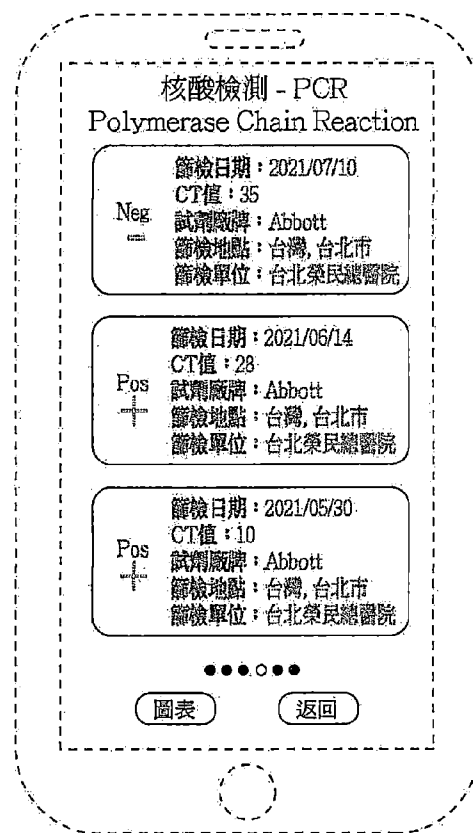 核酸檢測 - PCR
Polymerase Chain Reaction
Neg
篩檢日期：2021/07/10
CT值：35
試劑廠牌：Abbott
篩檢地點：台灣, 台北市
篩檢單位：台北榮民總醫院
Pos
篩檢日期：2021/06/14
CT值：28
試劑廠牌：Abbott
篩檢地點：台灣, 台北市
篩檢單位：台北榮民總醫院
Pos
篩檢日期：2021/05/30
CT值：10
試劑廠牌：Abbott
篩檢地點：台灣, 台北市
篩檢單位：台北榮民總醫院
圖表
返回